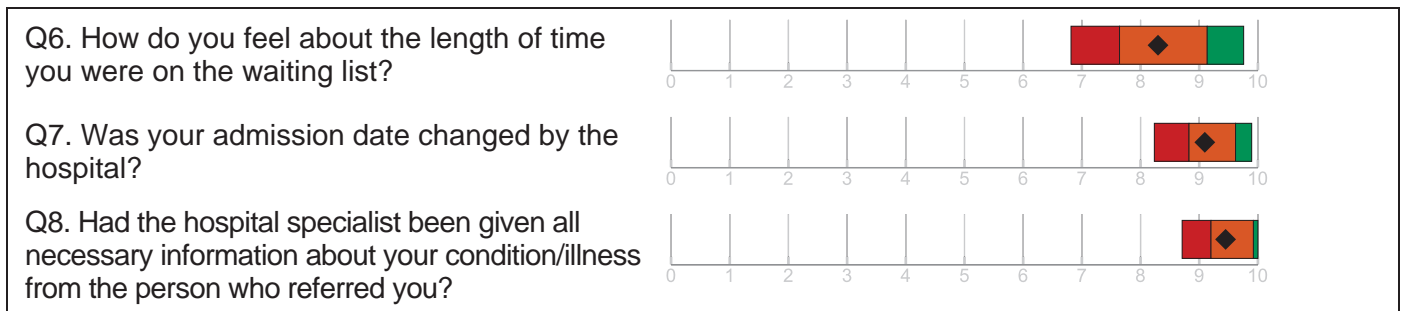 Q6. How do you feel about the length of time
you were on the waiting list?
0 1 2 3 4 5 6 7 8 9 10
Q7. Was your admission date changed by the
hospital?
0 1 2 3 4 5 6 7 8 9 10
Q8. Had the hospital specialist been given all
necessary information about your condition/illness
from the person who referred you?
0 1 2 3 4 5 6 7 8 9 10